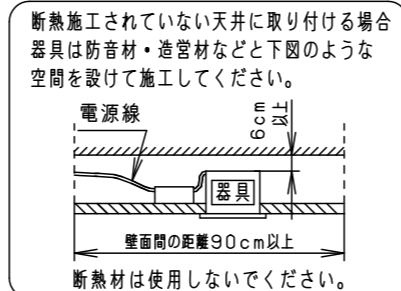 断熱施工されていない天井に取り付ける場合
器具は防音材・造営材などと下図のような
空間を設けて施工してください。
電源線
6cm
以上
器具
壁面間の距離90cm以上
断熱材は使用しないでください。